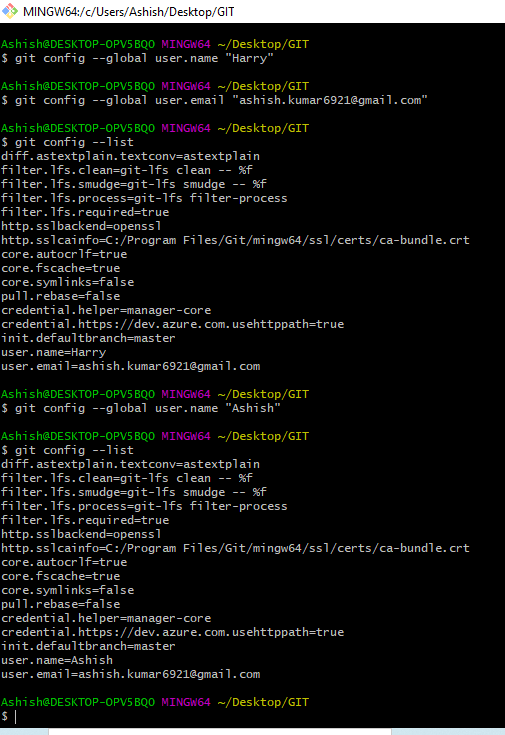 MINGW64:/c/Users/Ashish/Desktop/GIT
Ashish@DESKTOP-OPV5BQO MINGW64 ~/Desktop/GIT
$ git config --global user.name "Harry"
Ashish@DESKTOP-OPV5BQO MINGW64 ~/Desktop/GIT
$ git config --global user.email "ashish.kumar6921@gmail.com"
Ashish@DESKTOP-OPV5BQO MINGW64 ~/Desktop/GIT
$ git config --list
diff.astextplain.textconv=astextplain
filter.lfs.clean=git-lfs clean -- %f
filter.lfs.smudge=git-lfs smudge -- %f
filter.lfs.process=git-lfs filter-process
filter.lfs.required=true
http.sslbackend=openssl
http.sslcainfo=C:/Program Files/Git/mingw64/ssl/certs/ca-bundle.crt
core.autocrlf=true
core.fscache=true
core.symlinks=false
pull.rebase=false
credential.helper=manager-core
credential.https://dev.azure.com.usehttppath=true
init.defaultbranch=master
user.name=Harry
user.email=ashish.kumar6921@gmail.com
Ashish@DESKTOP-OPV5BQO MINGW64 ~/Desktop/GIT
$ git config --global user.name "Ashish"
Ashish@DESKTOP-OPV5BQO MINGW64 ~/Desktop/GIT
$ git config --list
diff.astextplain.textconv=astextplain
filter.lfs.clean=git-lfs clean -- %f
filter.lfs.smudge=git-lfs smudge -- %f
filter.lfs.process=git-lfs filter-process
filter.lfs.required=true
http.sslbackend=openssl
http.sslcainfo=C:/Program Files/Git/mingw64/ssl/certs/ca-bundle.crt
core.autocrlf=true
core.fscache=true
core.symlinks=false
pull.rebase=false
credential.helper=manager-core
credential.https://dev.azure.com.usehttppath=true
init.defaultbranch=master
user.name=Ashish
user.email=ashish.kumar6921@gmail.com
Ashish@DESKTOP-OPV5BQO MINGW64 ~/Desktop/GIT
$